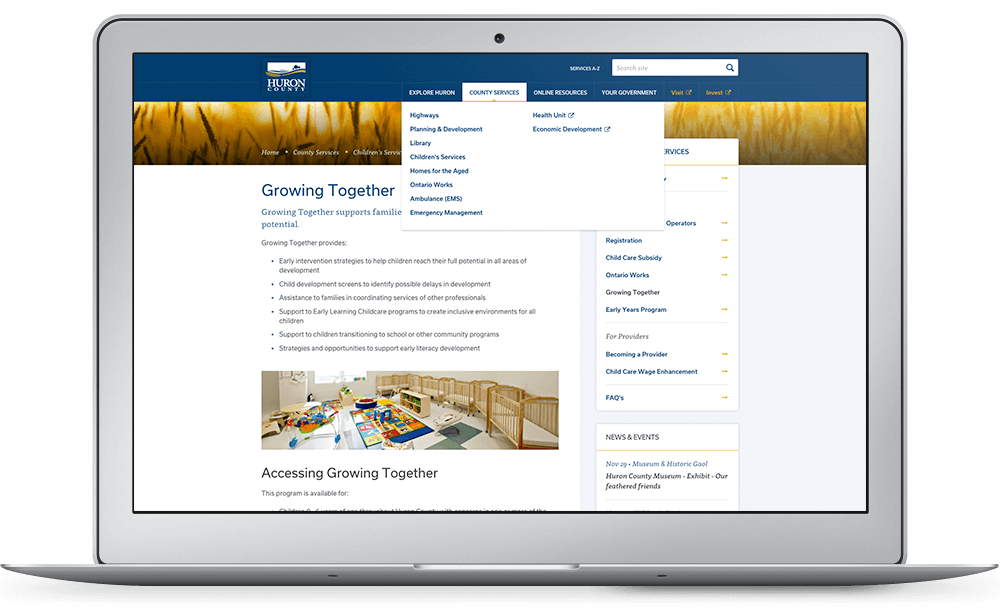 HURON
COUNTY
SERVICES A-Z
Search site
EXPLORE HURON
COUNTY SERVICES
ONLINE RESOURCES
YOUR GOVERNMENT
Visit
Invest
Highways
Planning & Development
Library
Children's Services
Homes for the Aged
Ontario Works
Ambulance (EMS)
Emergency Management
Health Unit
Economic Development
Home • County Services • Children's Servic
Growing Together
Growing Together supports familie
potential.
Growing Together provides:
• Early intervention strategies to help children reach their full potential in all areas of
development
• Child development screens to identify possible delays in development
• Assistance to families in coordinating services of other professionals
• Support to Early Learning Childcare programs to create inclusive environments for all
children
• Support to children transitioning to school or other community programs
• Strategies and opportunities to support early literacy development
Accessing Growing Together
This program is available for:
RVICES
Operators
Registration
Child Care Subsidy
Ontario Works
Growing Together
Early Years Program
For Providers
Becoming a Provider
Child Care Wage Enhancement
FAQ's
NEWS & EVENTS
Nov 29 • Museum & Historic Gaol
Huron County Museum - Exhibit - Our
feathered friends